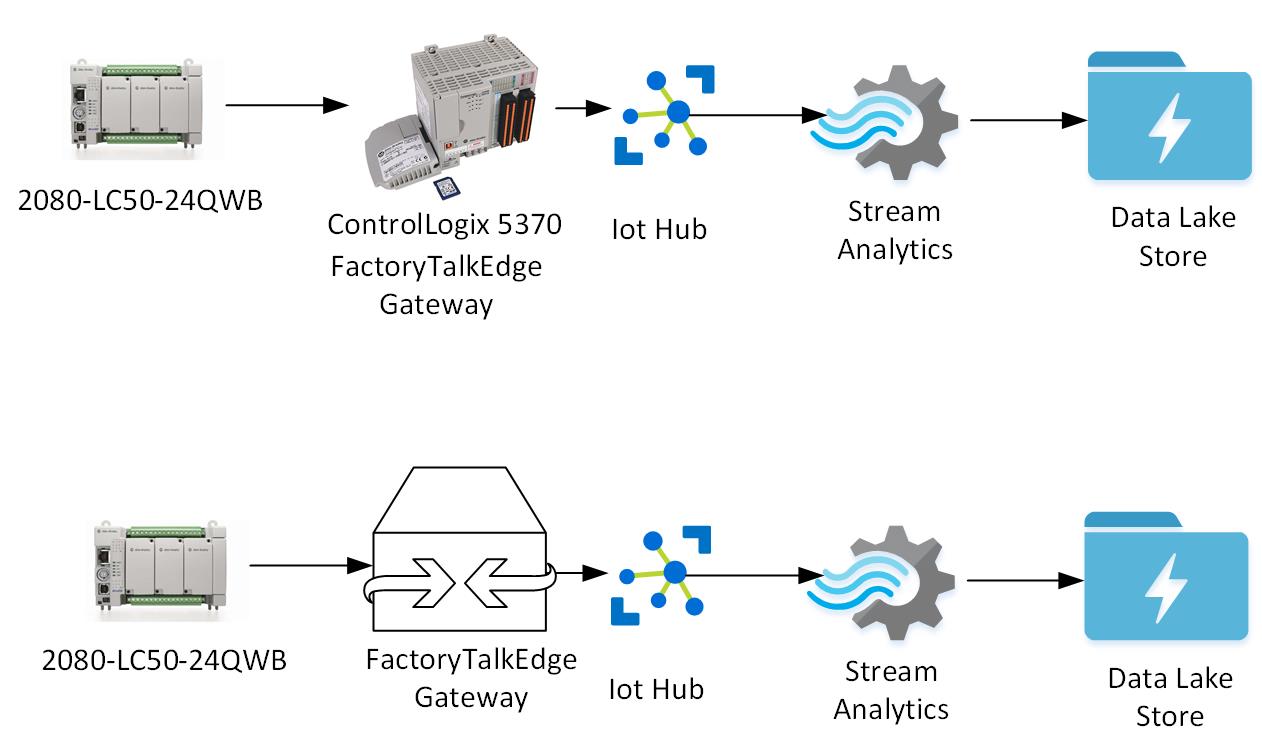 2080-LC50-24QWB
ControlLogix 5370
FactoryTalkEdge
Gateway
Iot Hub
Stream
Analytics
Data Lake
Store
2080-LC50-24QWB
FactoryTalkEdge
Gateway
Iot Hub
Stream
Analytics
Data Lake
Store